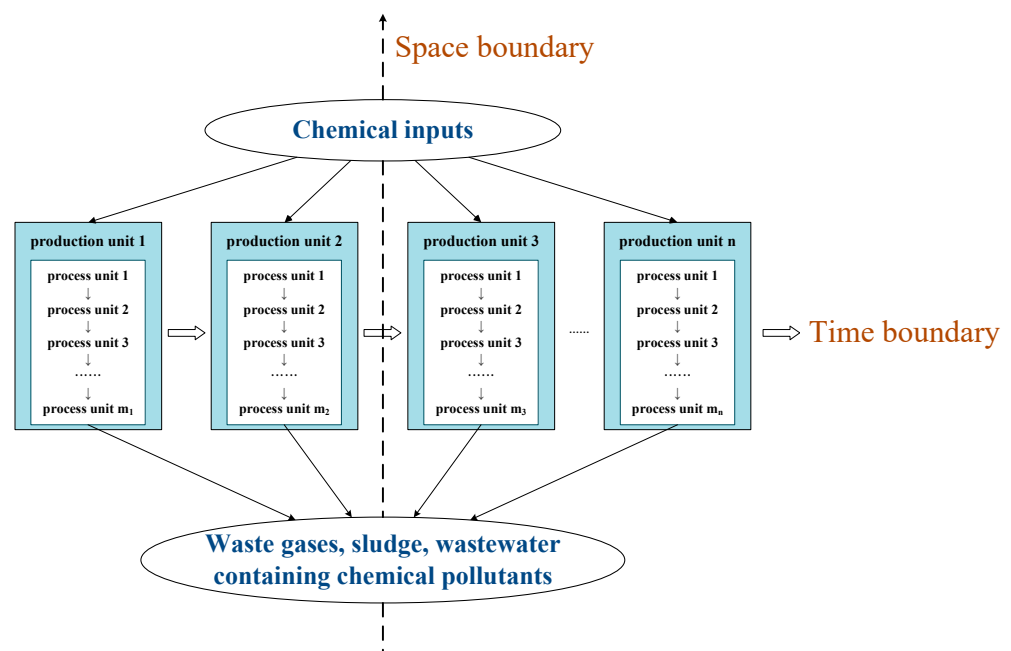 Space boundary
Chemical inputs
production unit 1
process unit 1
↓
process unit 2
↓
process unit 3
↓
......
↓
process unit m₁
production unit 2
process unit 1
↓
process unit 2
↓
process unit 3
↓
......
↓
process unit m₂
production unit 3
process unit 1
↓
process unit 2
↓
process unit 3
↓
......
↓
process unit m₃
......
production unit n
process unit 1
↓
process unit 2
↓
process unit 3
↓
......
↓
process unit mₙ
Time boundary
Waste gases, sludge, wastewater
containing chemical pollutants